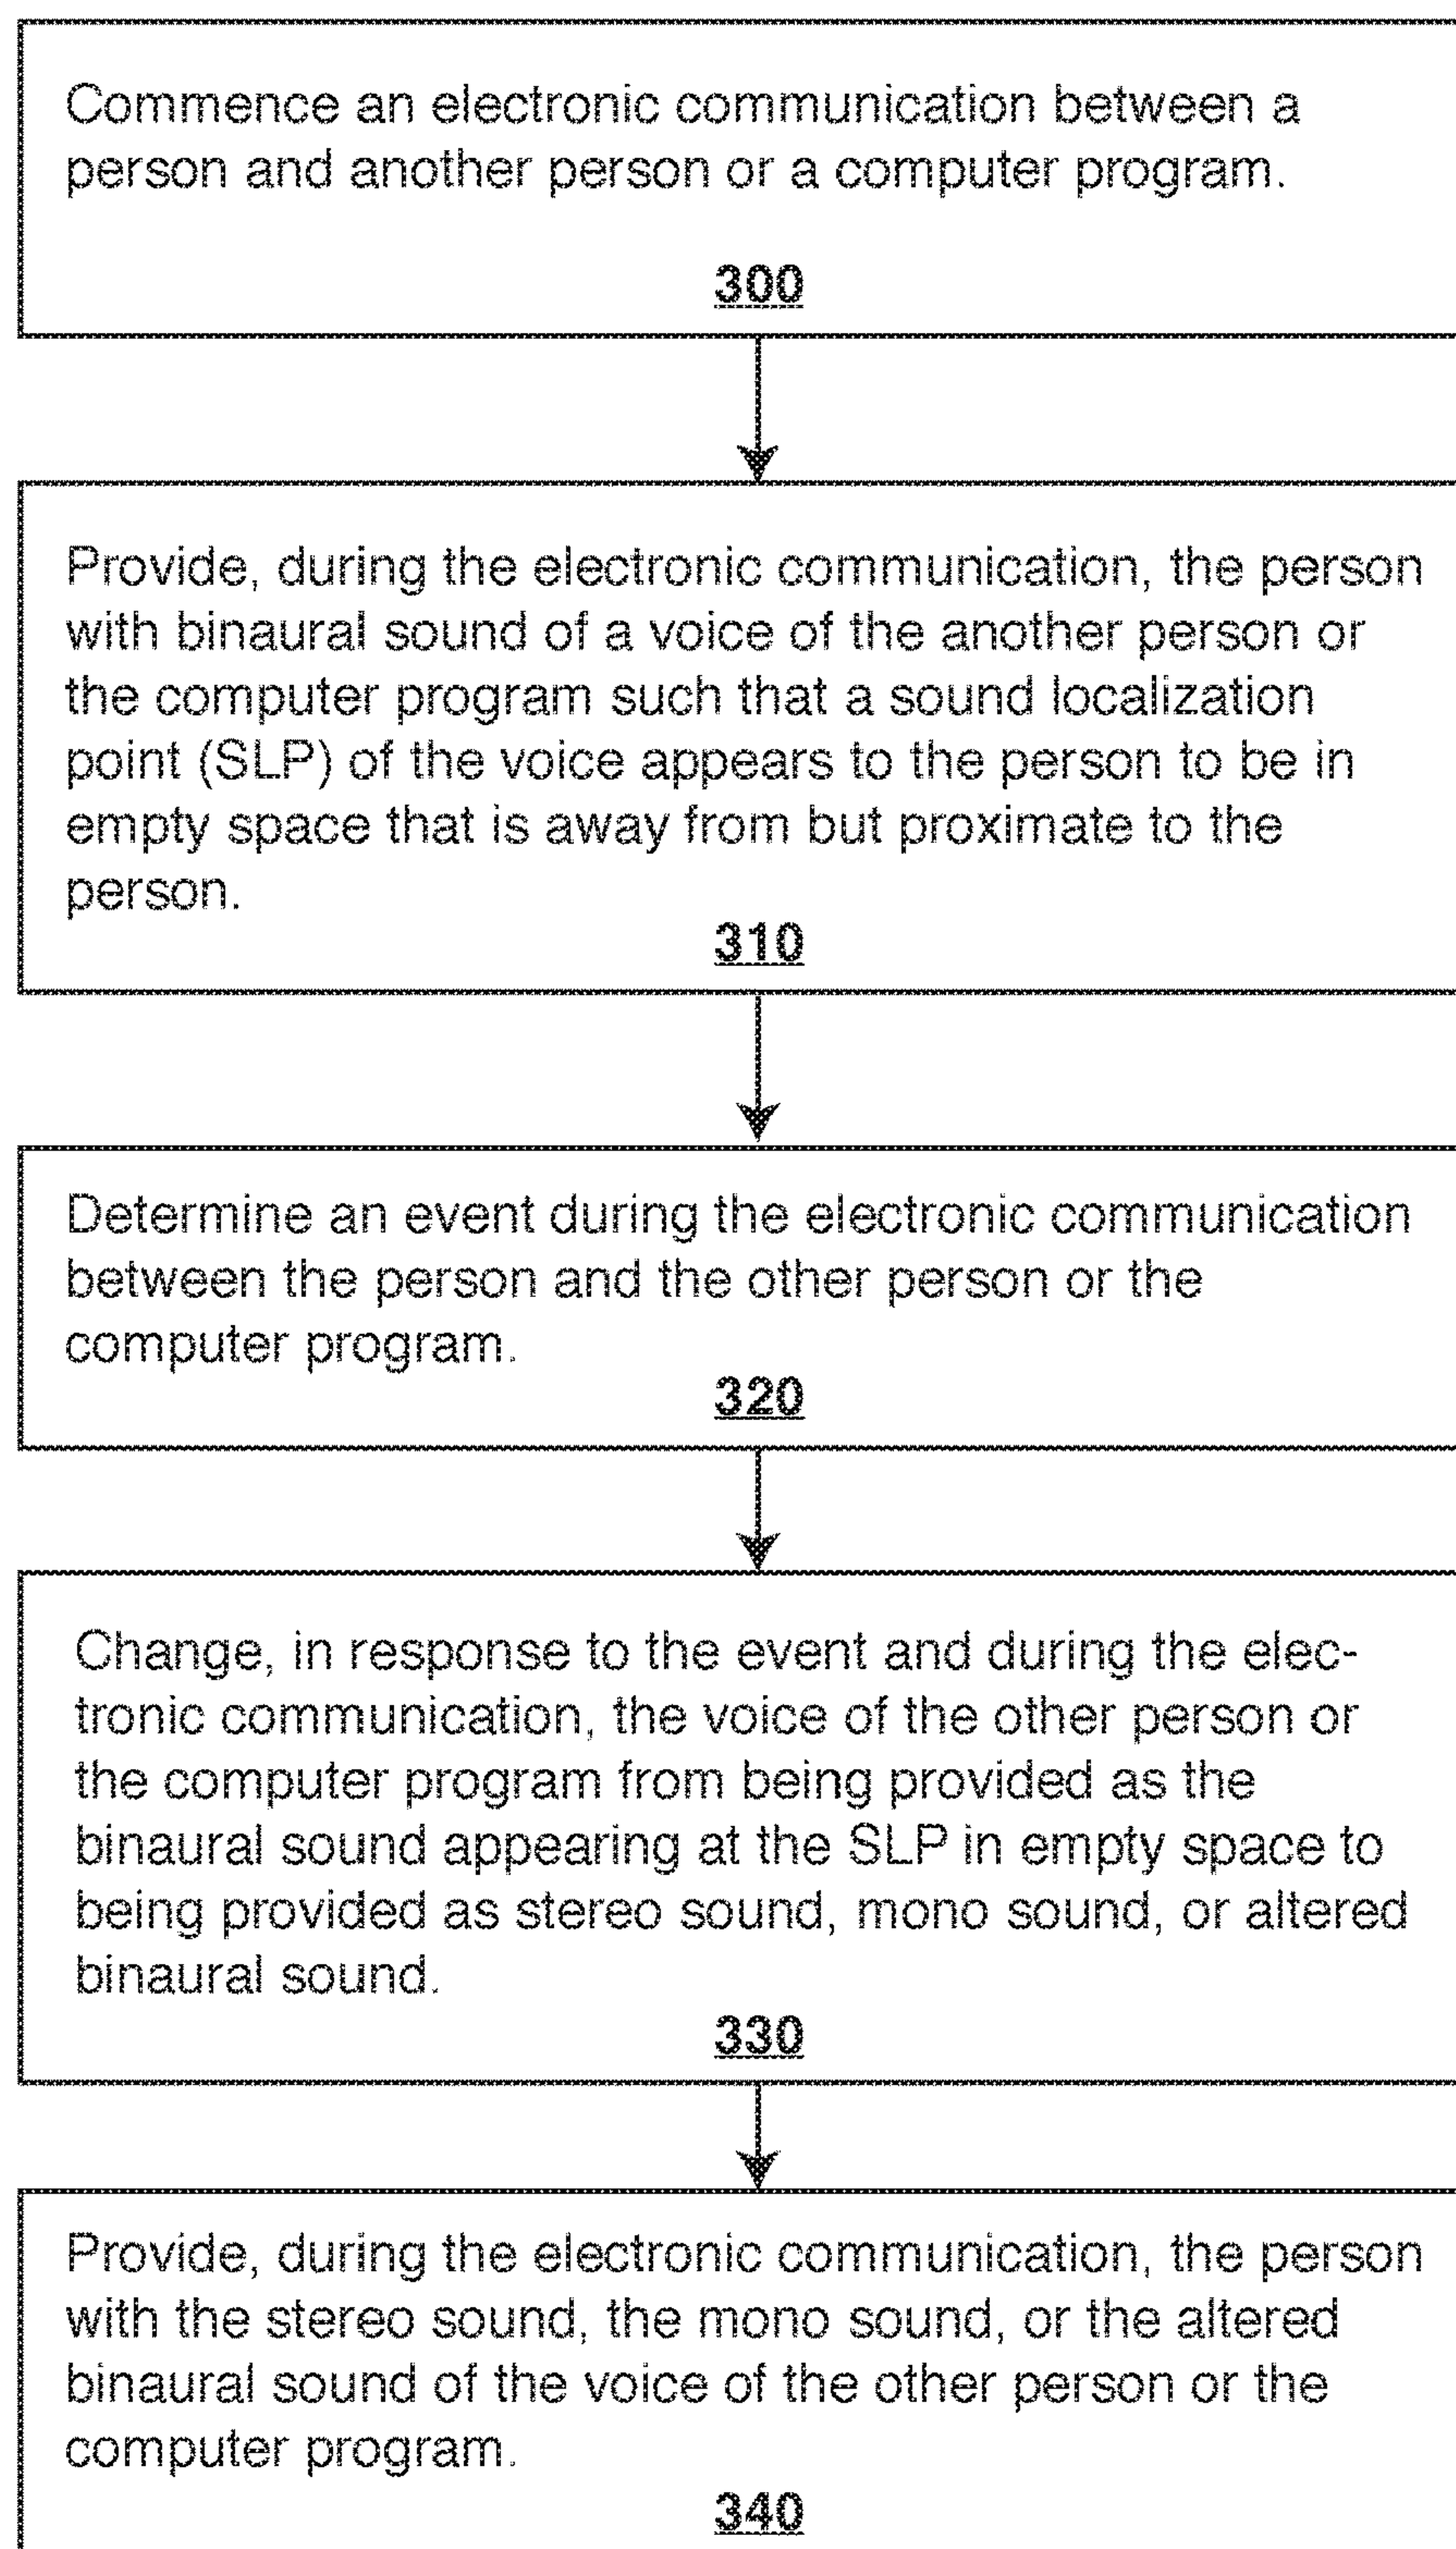 Commence an electronic communication between a
person and another person or a computer program.
300
Provide, during the electronic communication, the person
with binaural sound of a voice of the another person or
the computer program such that a sound localization
point (SLP) of the voice appears to the person to be in
empty space that is away from but proximate to the
person.
310
Determine an event during the electronic communication
between the person and the other person or the
computer program.
320
Change, in response to the event and during the elec-
tronic communication, the voice of the other person or
the computer program from being provided as the
binaural sound appearing at the SLP in empty space to
being provided as stereo sound, mono sound, or altered
binaural sound.
330
Provide, during the electronic communication, the person
with the stereo sound, the mono sound, or the altered
binaural sound of the voice of the other person or the
computer program.
340